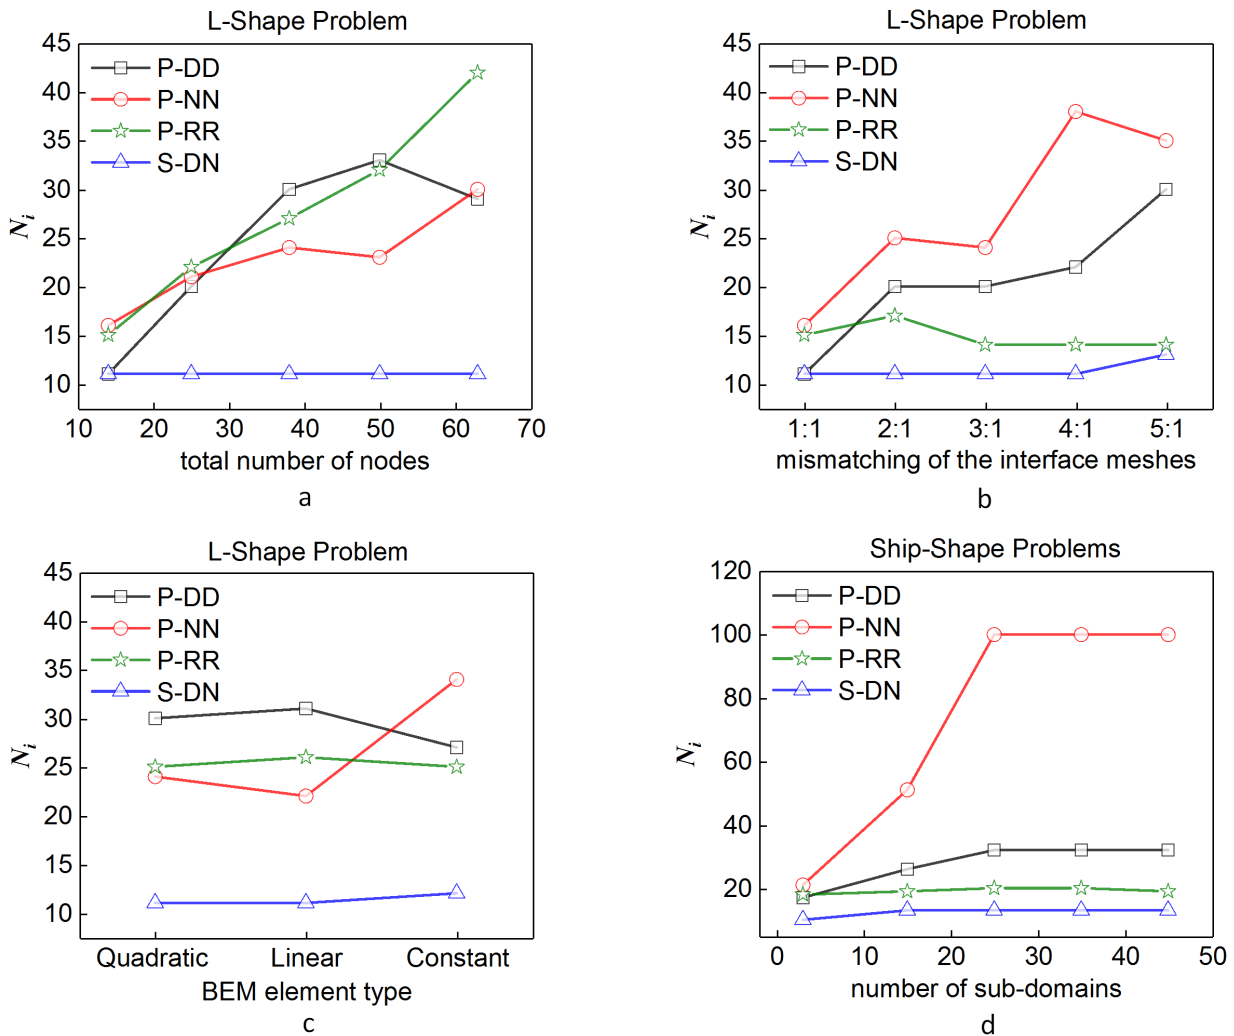 L-Shape Problem
45
40
35
30
25
20
15
10
N_i
P-DD
P-NN
P-RR
S-DN
10 20 30 40 50 60 70
total number of nodes
a
L-Shape Problem
45
40
35
30
25
20
15
10
N_i
P-DD
P-NN
P-RR
S-DN
1:1 2:1 3:1 4:1 5:1
mismatching of the interface meshes
b
L-Shape Problem
45
40
35
30
25
20
15
10
N_i
P-DD
P-NN
P-RR
S-DN
Quadratic Linear Constant
BEM element type
c
Ship-Shape Problems
120
100
80
60
40
20
N_i
P-DD
P-NN
P-RR
S-DN
0 10 20 30 40 50
number of sub-domains
d